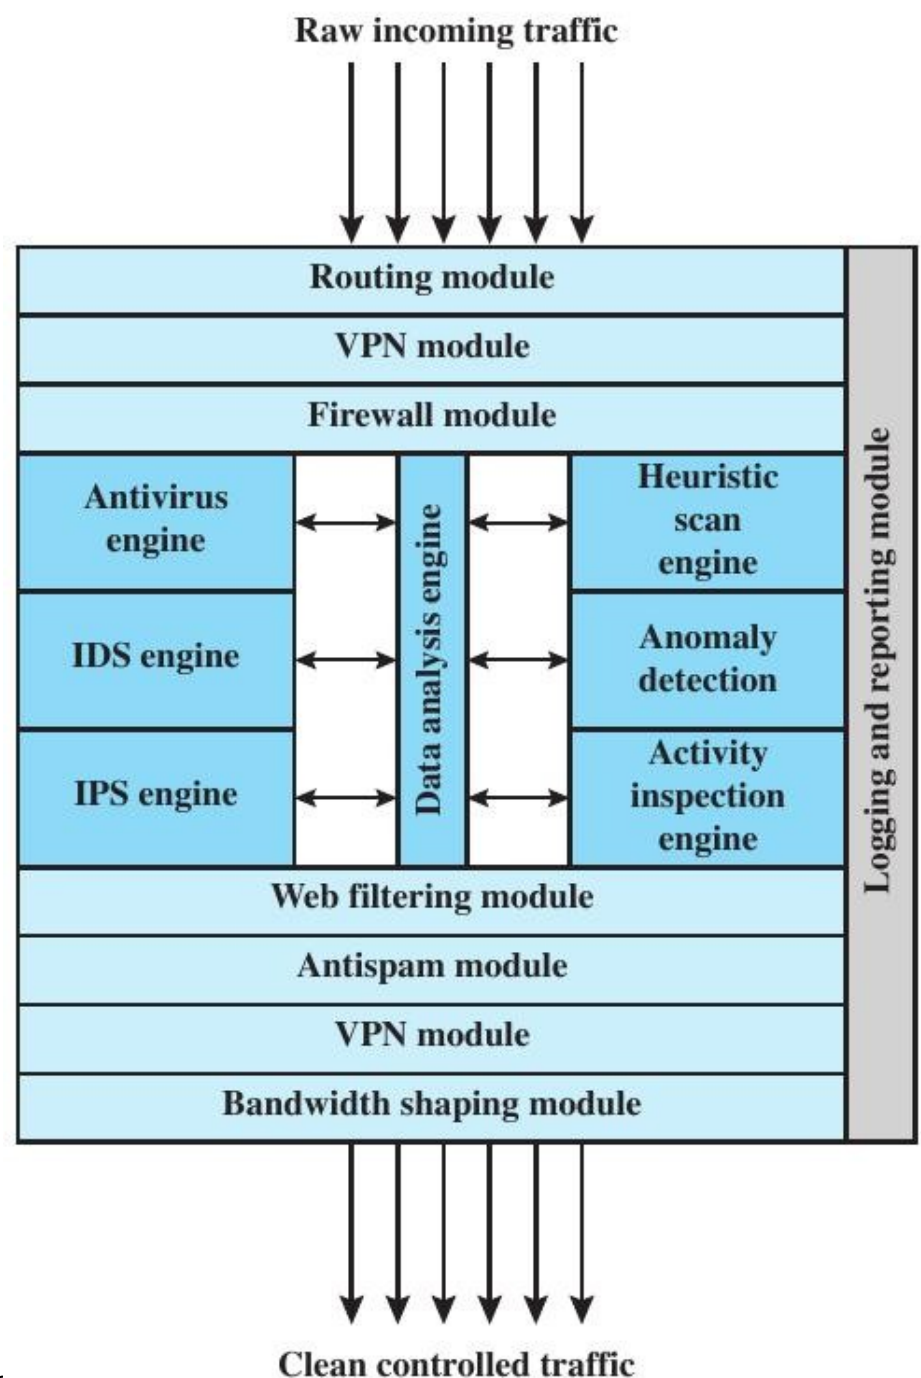 Raw incoming traffic
Routing module
VPN module
Firewall module
Antivirus
engine
IDS engine
IPS engine
Data analysis engine
Heuristic
scan
engine
Anomaly
detection
Activity
inspection
engine
Logging and reporting module
Web filtering module
Antispam module
VPN module
Bandwidth shaping module
Clean controlled traffic